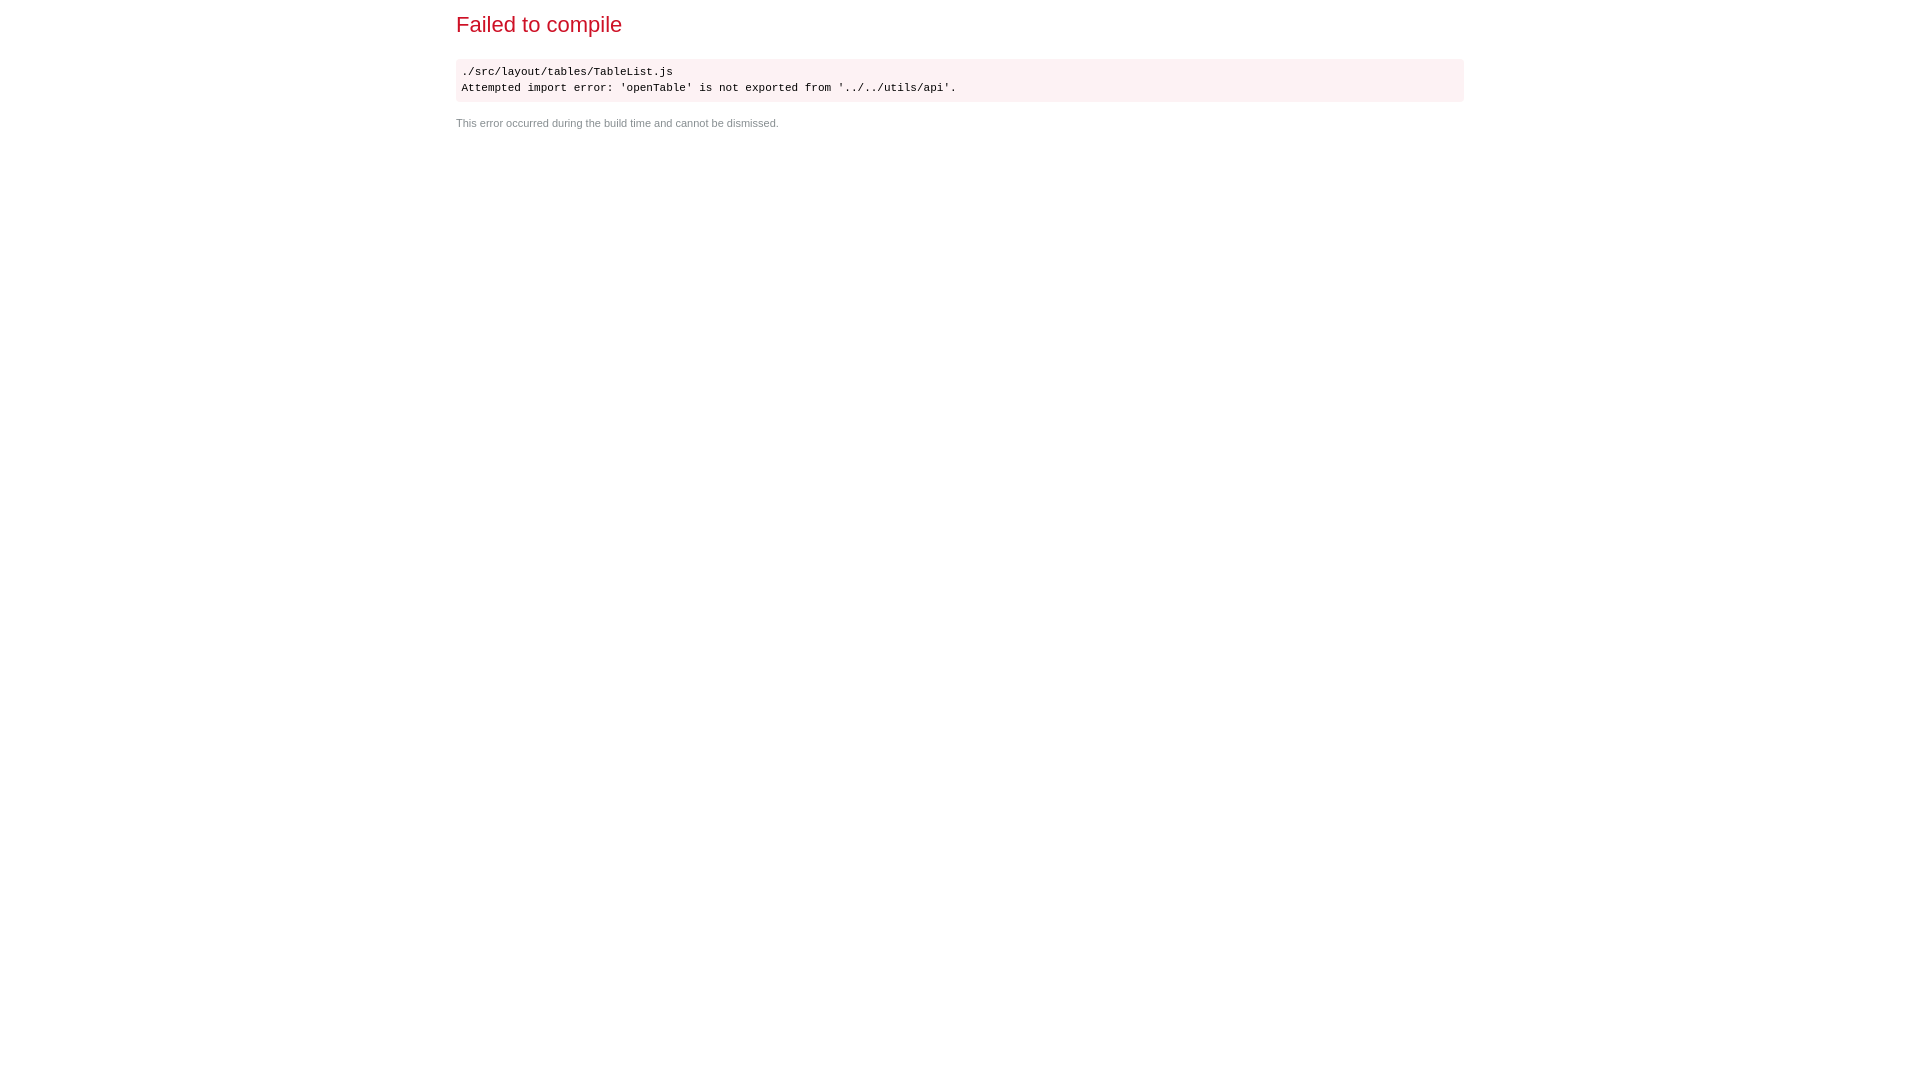 Failed to compile
./src/layout/tables/TableList.js
Attempted import error: 'openTable' is not exported from '../../utils/api'.
This error occurred during the build time and cannot be dismissed.